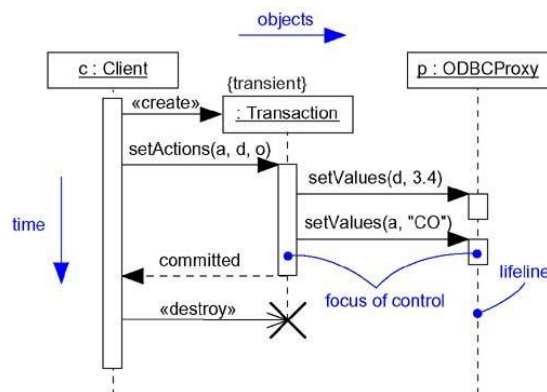 objects
c : Client
p : ODBCProxy
{transient}
«create»
: Transaction
setActions(a, d, o)
setValues(d, 3.4)
time
setValues(a, "CO")
committed
lifeline
focus of control
«destroy»